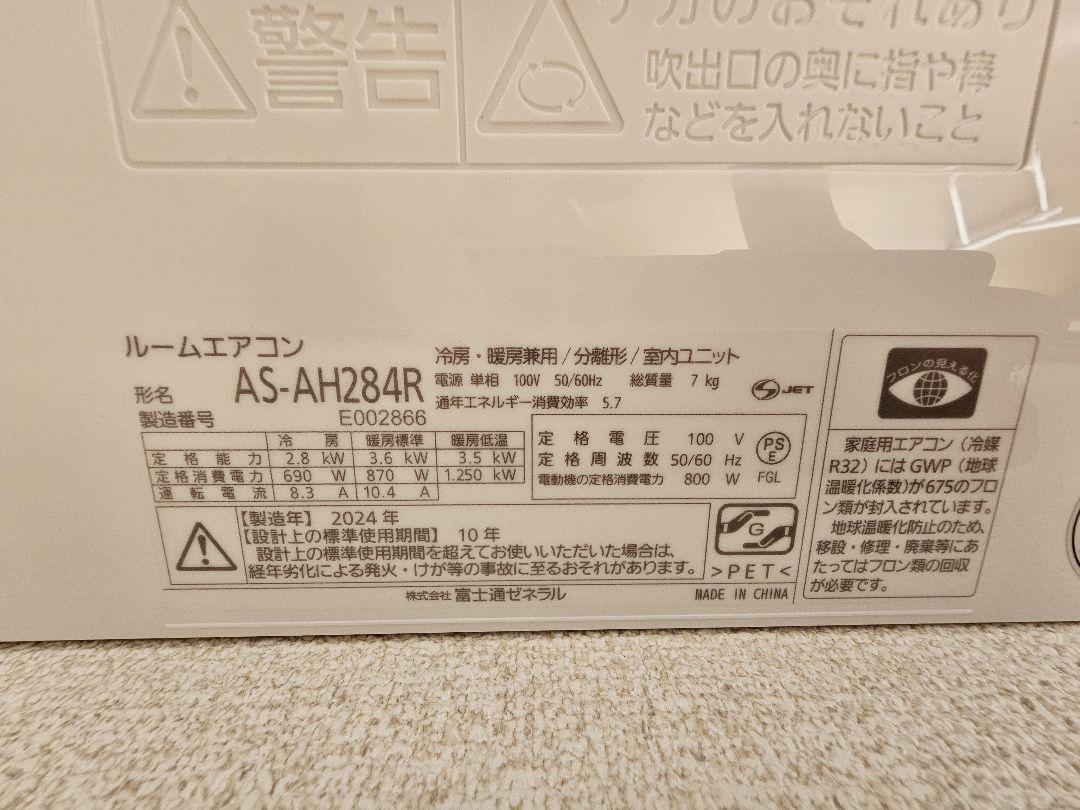 警告
ケガのおそれあり
吹出口の奥に指や棒
などを入れないこと
ルームエアコン
形名 AS-AH284R
製造番号 E002866
冷房・暖房兼用/分離形/室内ユニット
電源 単相 100V 50/60Hz 総質量 7 kg
通年エネルギー消費効率 5.7
JET
冷 房 暖房標準 暖房低温
定格能力 2.8 kW 3.6 kW 3.5 kW
定格消費電力 690 W 870 W 1.250 kW
運転電流 8.3 A 10.4 A
定格電圧 100 V
定格周波数 50/60 Hz
電動機の定格消費電力 800 W
PS
E
FGL
【製造年】 2024 年
【設計上の標準使用期間】 10 年
設計上の標準使用期間を超えてお使いいただいた場合は、
経年劣化による発火・けが等の事故に至るおそれがあります。
G
>PET<
株式会社 富士通ゼネラル
MADE IN CHINA
フロンの見える化
家庭用エアコン（冷媒
R32）にはGWP（地球
温暖化係数）が675のフロ
ン類が封入されています。
地球温暖化防止のため、
移設・修理・廃棄等にあ
たってはフロン類の回収
が必要です。